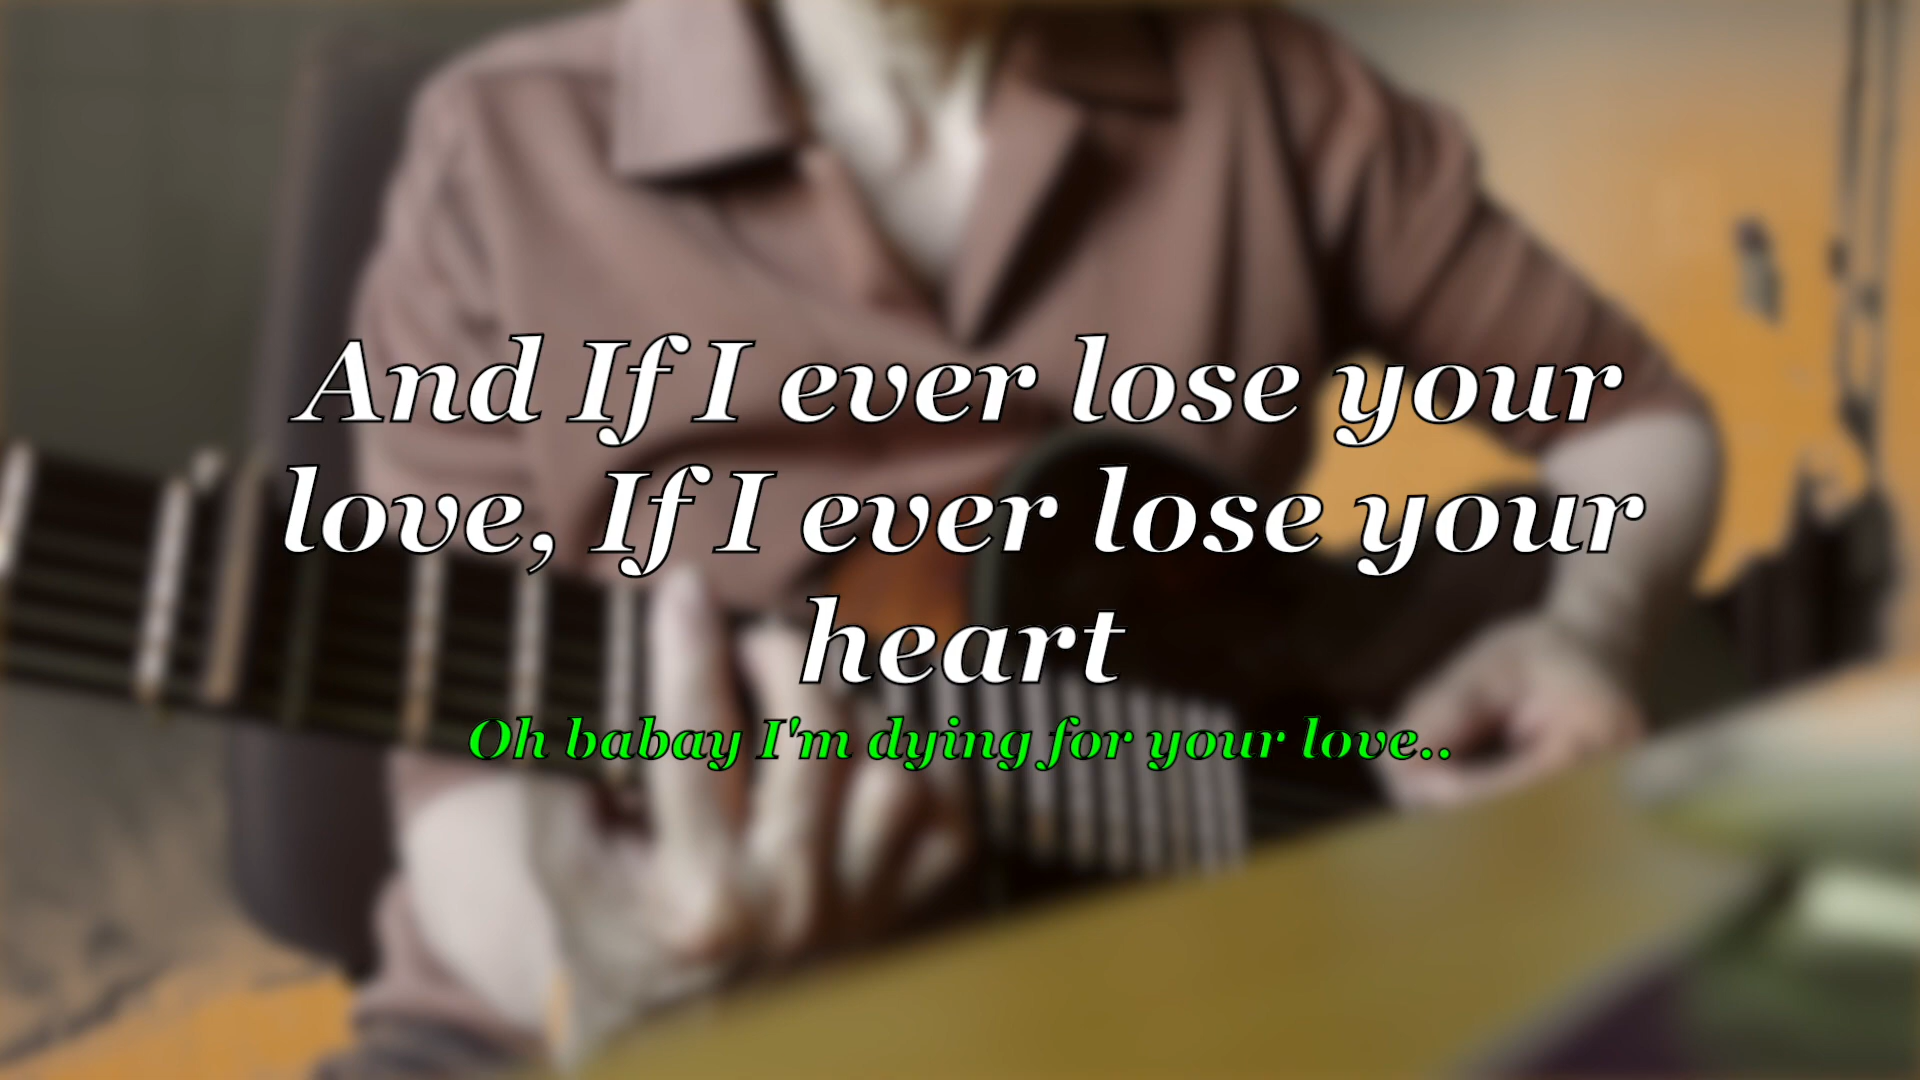 And If I ever lose your
love, If I ever lose your
heart
Oh babay I'm dying for your love..